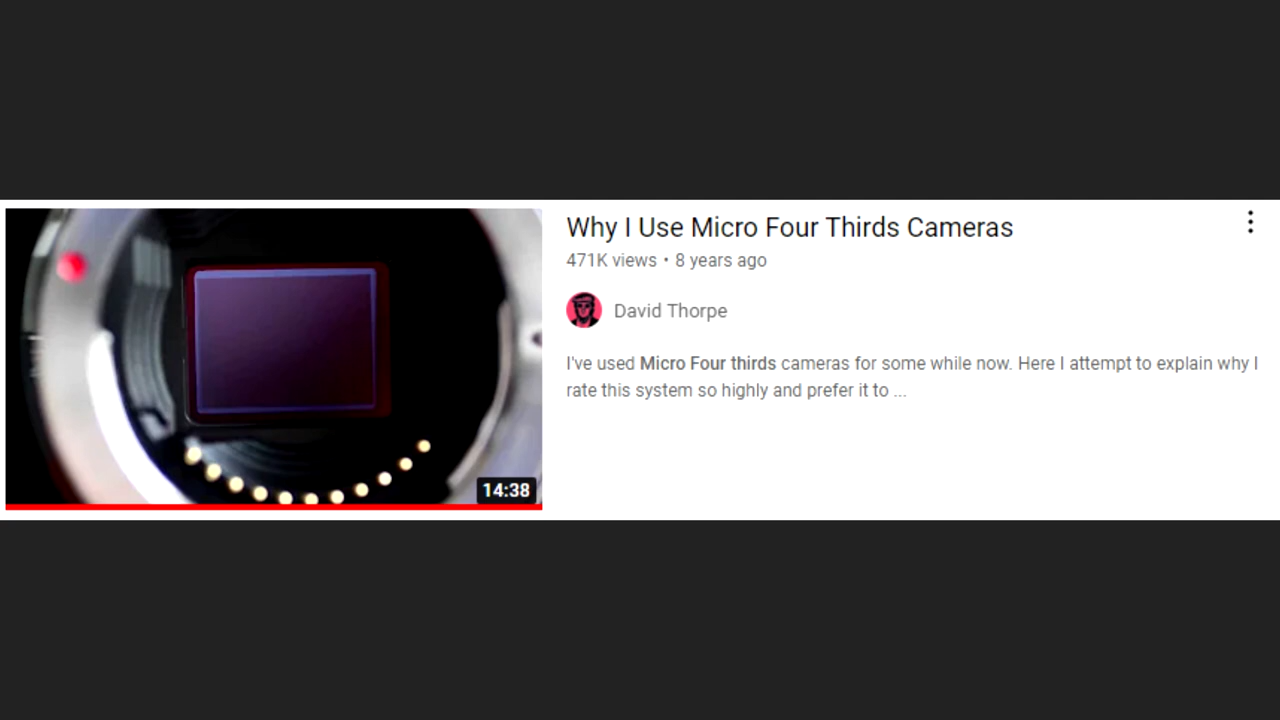 Why I Use Micro Four Thirds Cameras
471K views • 8 years ago
David Thorpe
I've used Micro Four thirds cameras for some while now. Here I attempt to explain why I
rate this system so highly and prefer it to ...
14:38